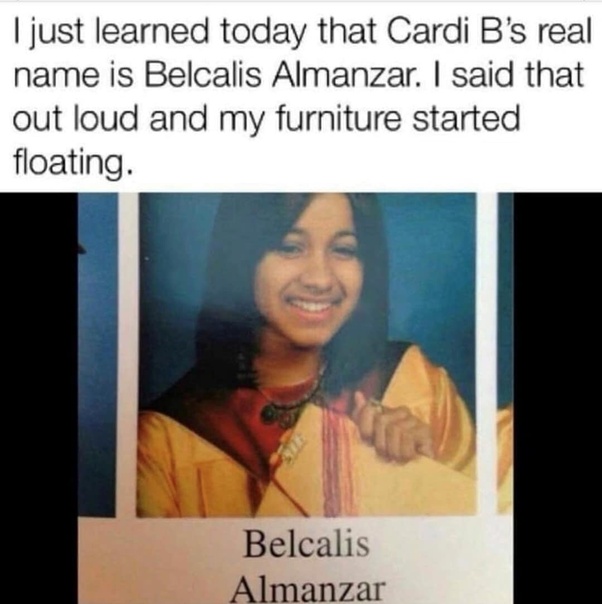 I just learned today that Cardi B's real
name is Belcalis Almanzar. I said that
out loud and my furniture started
floating.
Belcalis
Almanzar